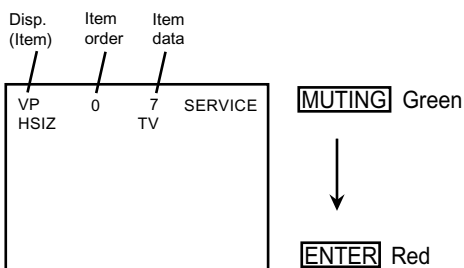 Disp. Item Item
(Item) order data
VP 0 7 SERVICE
HSIZ TV
MUTING Green
ENTER Red